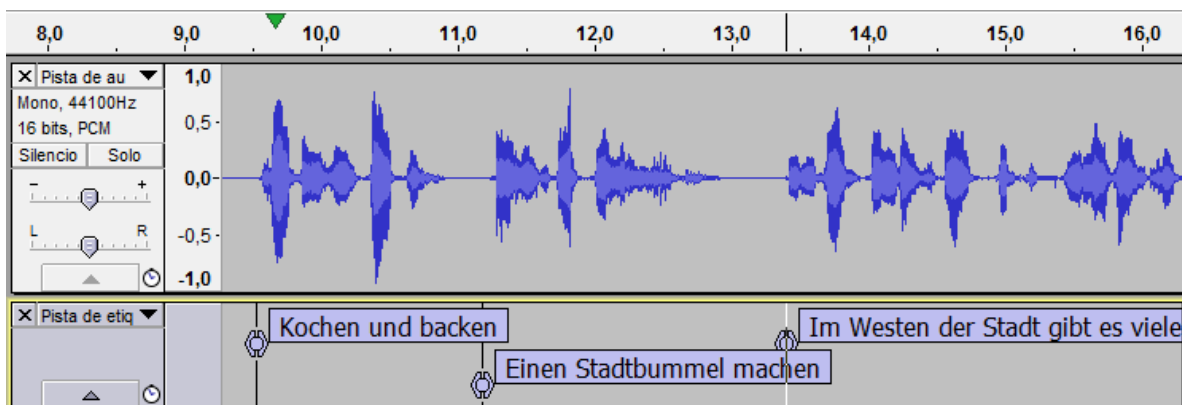 8,0 9,0 10,0 11,0 12,0 13,0 14,0 15,0 16,0
X Pista de au
Mono, 44100Hz
16 bits, PCM
Silencio Solo
- +
L R
1,0
0,5
0,0
-0,5
-1,0
X Pista de etiq
Kochen und backen
Im Westen der Stadt gibt es viele
Einen Stadtbummel machen